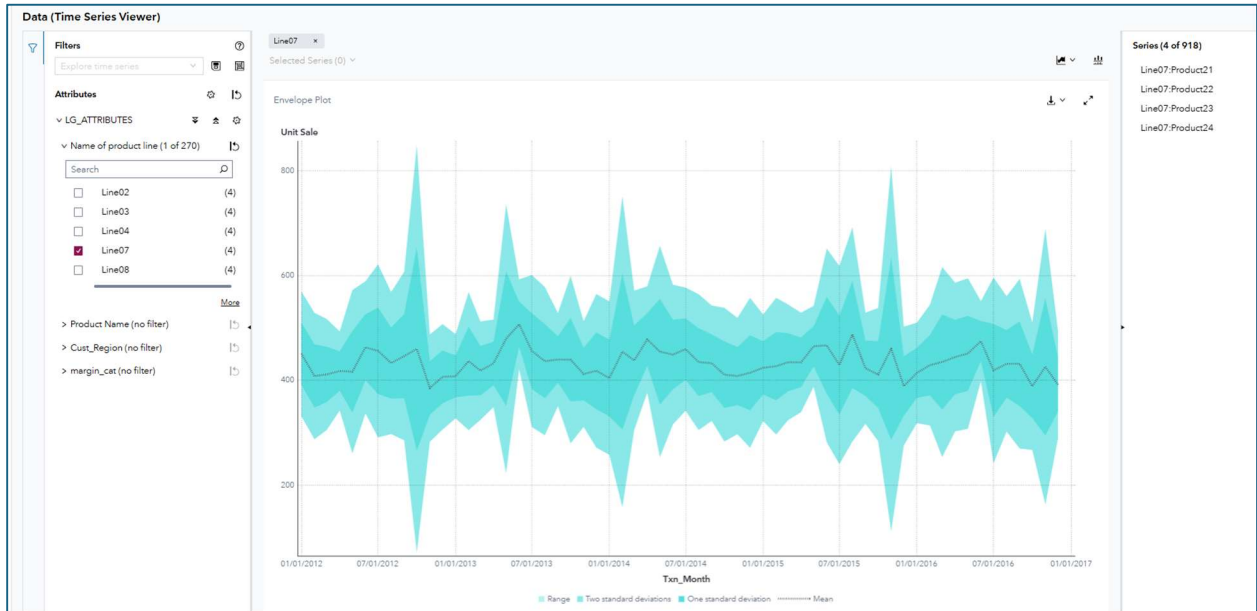 Data (Time Series Viewer)
Filters
Explore time series
Attributes
LG_ATTRIBUTES
Name of product line (1 of 270)
Search
Line02 (4)
Line03 (4)
Line04 (4)
Line07 (4)
Line08 (4)
More
> Product Name (no filter)
> Cust_Region (no filter)
> margin_cat (no filter)
Line07 ×
Selected Series (0)
Envelope Plot
Unit Sale
800
600
400
200
01/01/2012 07/01/2012 01/01/2013 07/01/2013 01/01/2014 07/01/2014 01/01/2015 07/01/2015 01/01/2016 07/01/2016 01/01/2017
Txn_Month
Range Two standard deviations One standard deviation Mean
Series (4 of 918)
Line07:Product21
Line07:Product22
Line07:Product23
Line07:Product24